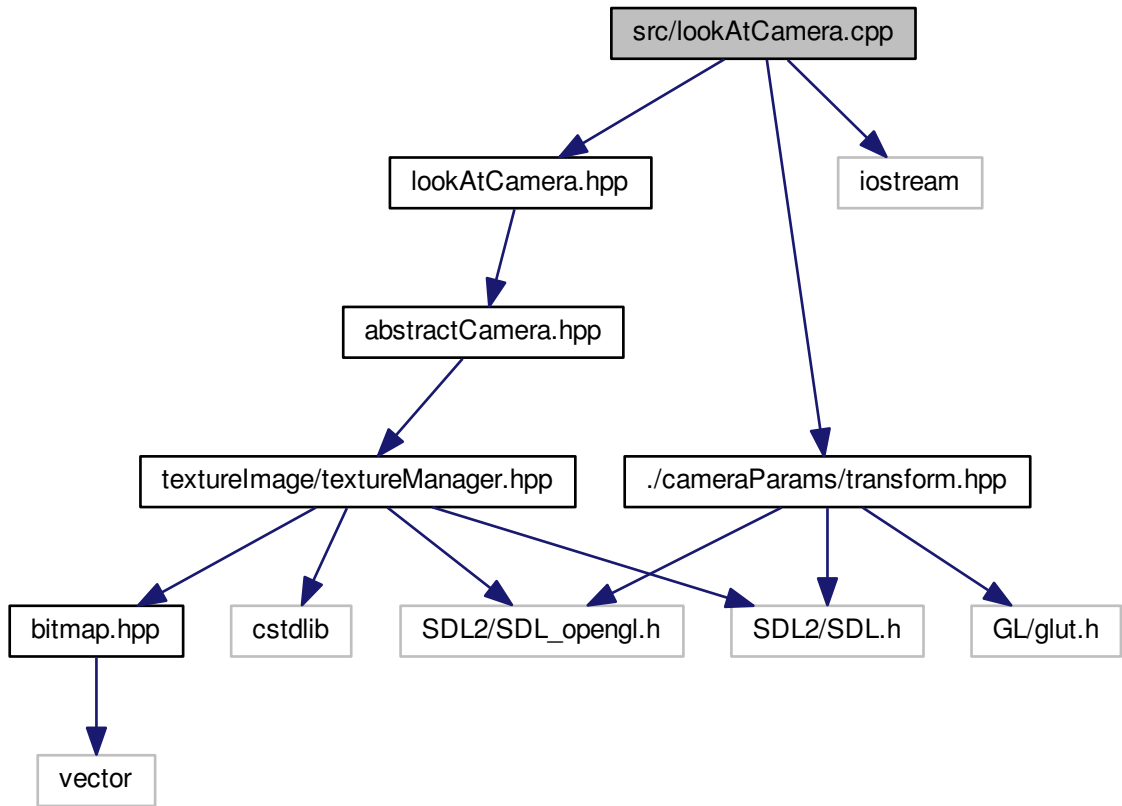 src/lookAtCamera.cpp
lookAtCamera.hpp
iostream
abstractCamera.hpp
textureImage/textureManager.hpp
./cameraParams/transform.hpp
bitmap.hpp
cstdlib
SDL2/SDL_opengl.h
SDL2/SDL.h
GL/glut.h
vector